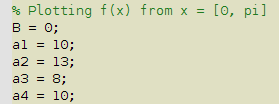 % Plotting f(x) from x = [0, pi]
B = 0;
a1 = 10;
a2 = 13;
a3 = 8;
a4 = 10;